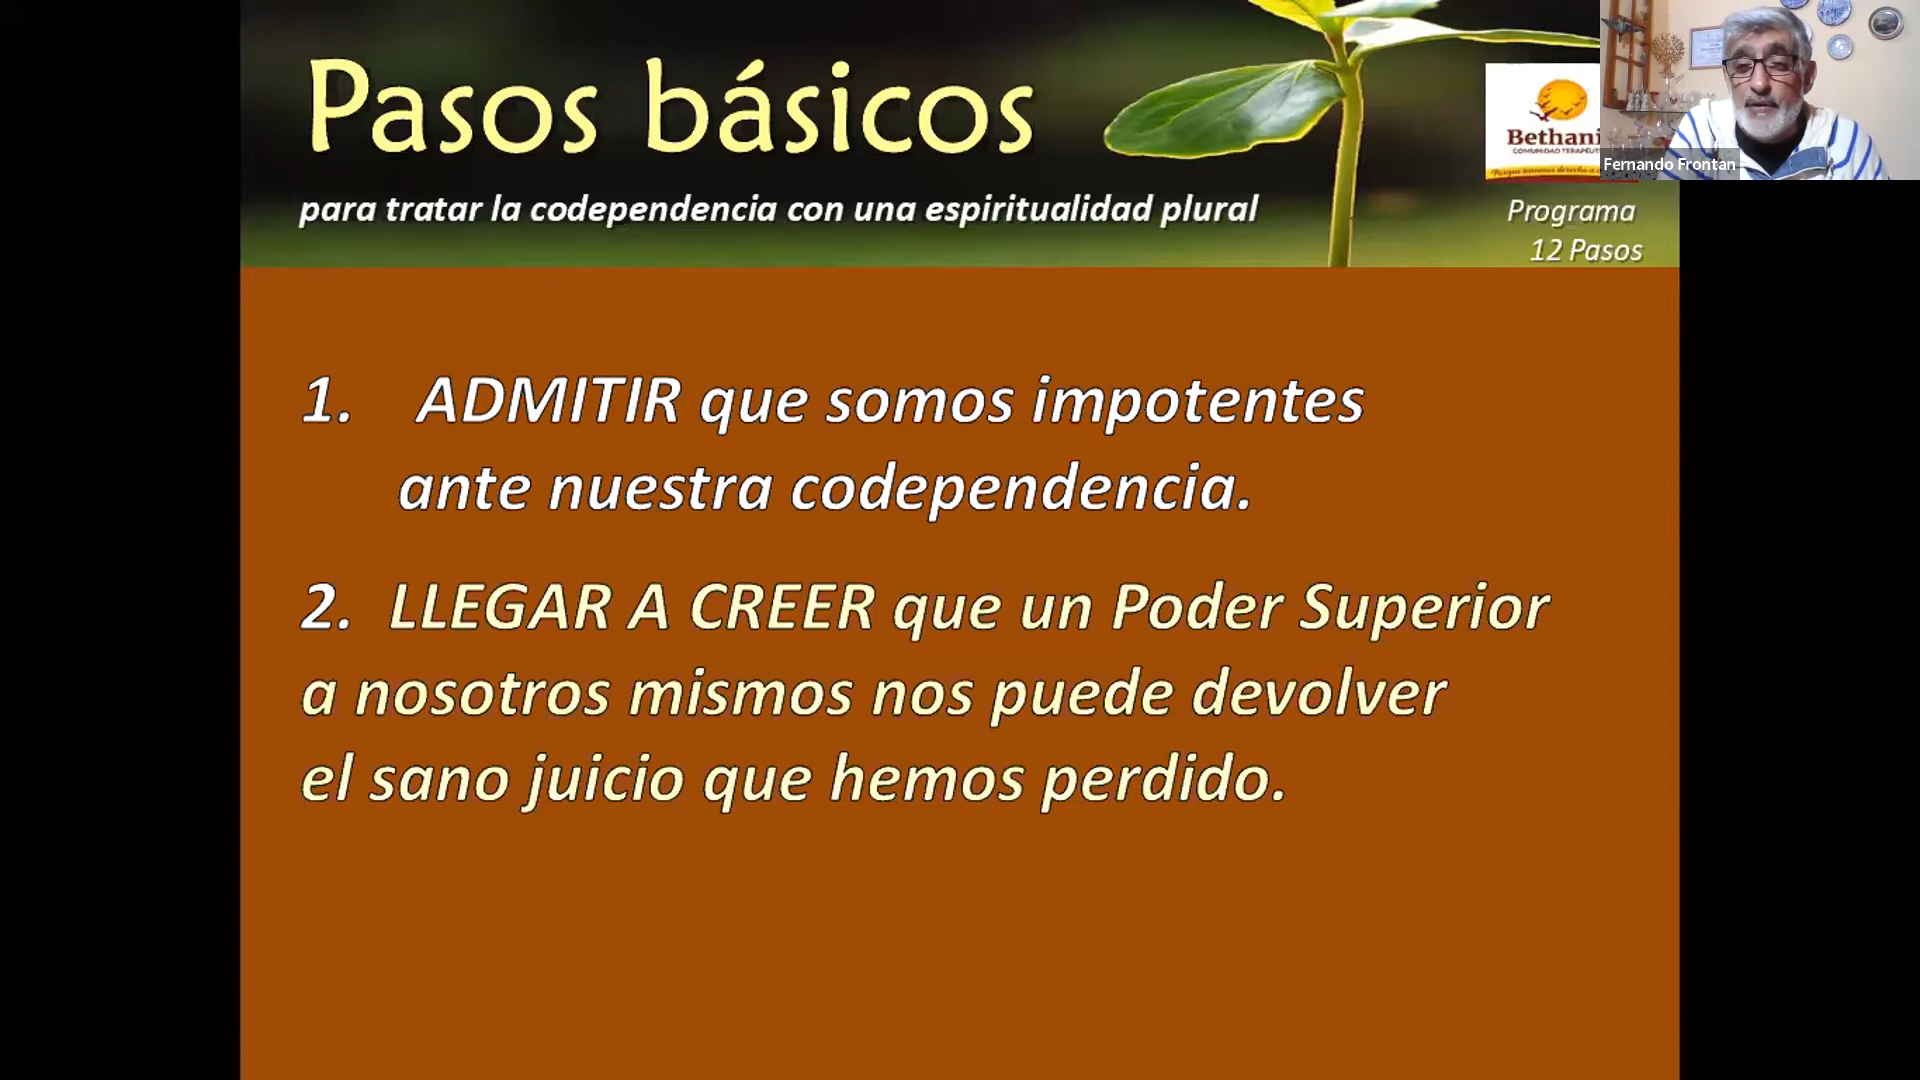 Pasos básicos
para tratar la codependencia con una espiritualidad plural
Bethani
COMUNIDAD
Fernando Frontan
Programa
12 Pasos
1. ADMITIR que somos impotentes
ante nuestra codependencia.
2. LLEGAR A CREER que un Poder Superior
a nosotros mismos nos puede devolver
el sano juicio que hemos perdido.